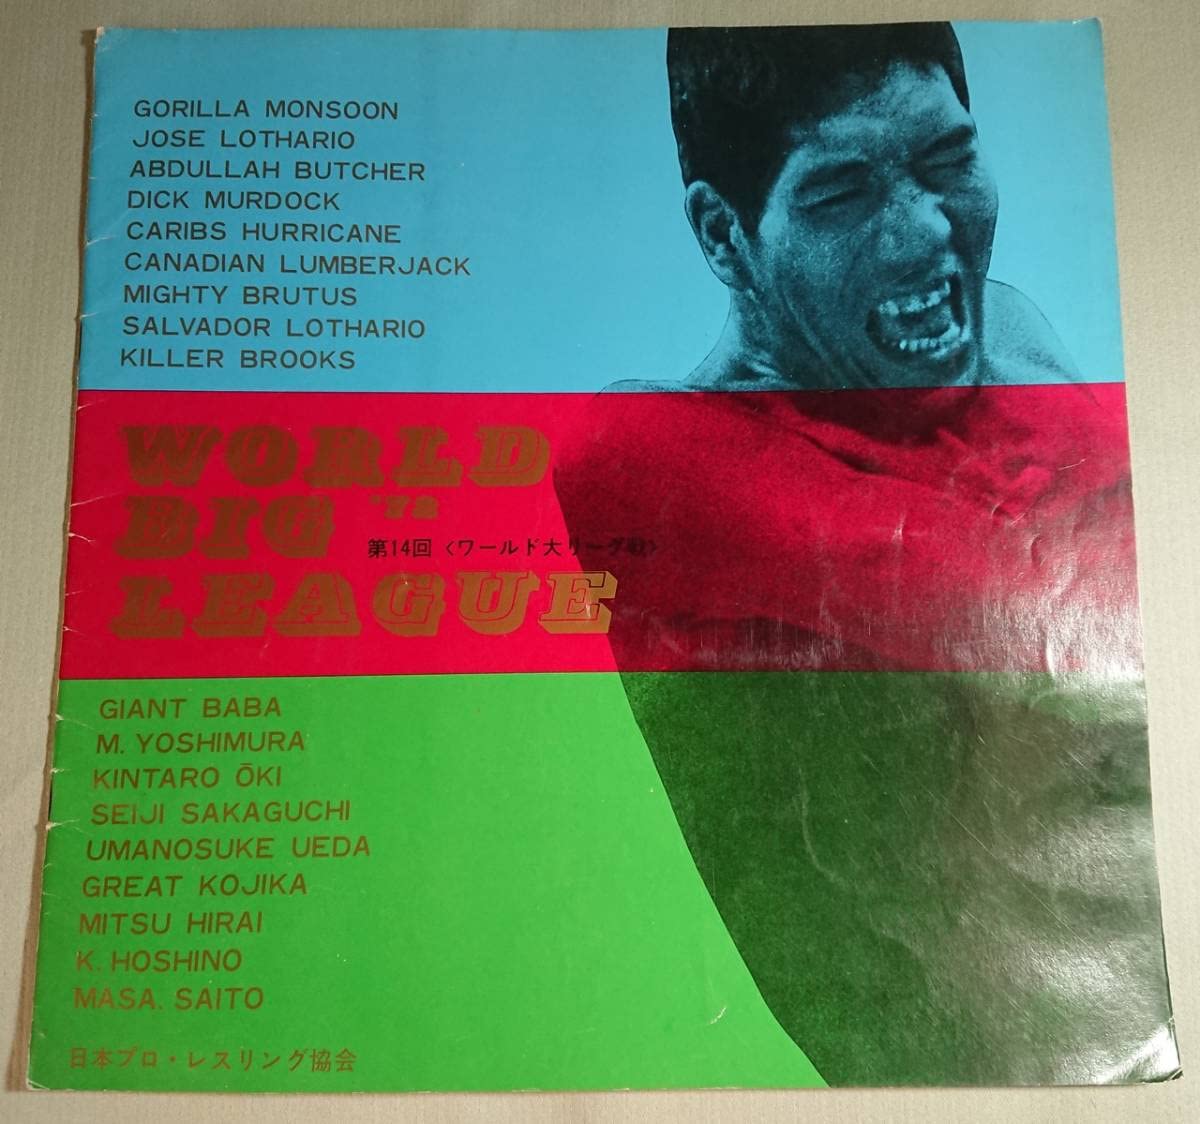 GORILLA MONSOON
JOSE LOTHARIO
ABDULLAH BUTCHER
DICK MURDOCK
CARIBS HURRICANE
CANADIAN LUMBERJACK
MIGHTY BRUTUS
SALVADOR LOTHARIO
KILLER BROOKS
WORLD
BIG '72
第14回〈ワールド大リーグ戦〉
LEAGUE
GIANT BABA
M. YOSHIMURA
KINTARO ŌKI
SEIJI SAKAGUCHI
UMANOSUKE UEDA
GREAT KOJIKA
MITSU HIRAI
K. HOSHINO
MASA. SAITO
日本プロ・レスリング協会